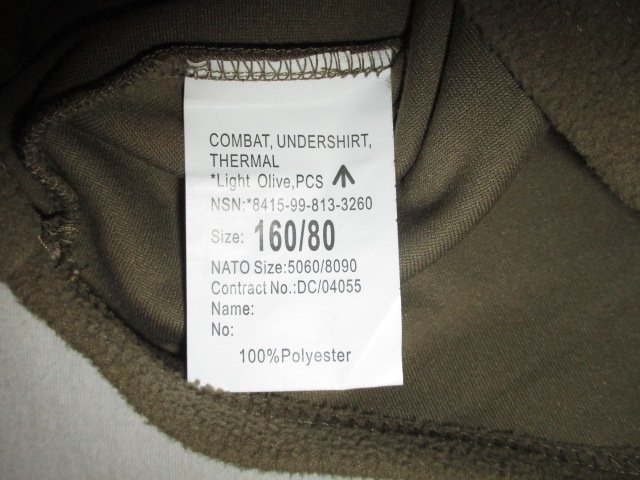 COMBAT, UNDERSHIRT,
THERMAL
*Light Olive,PCS
NSN:*8415-99-813-3260
Size: 160/80
NATO Size:5060/8090
Contract No.:DC/04055
Name:
No:
100%Polyester